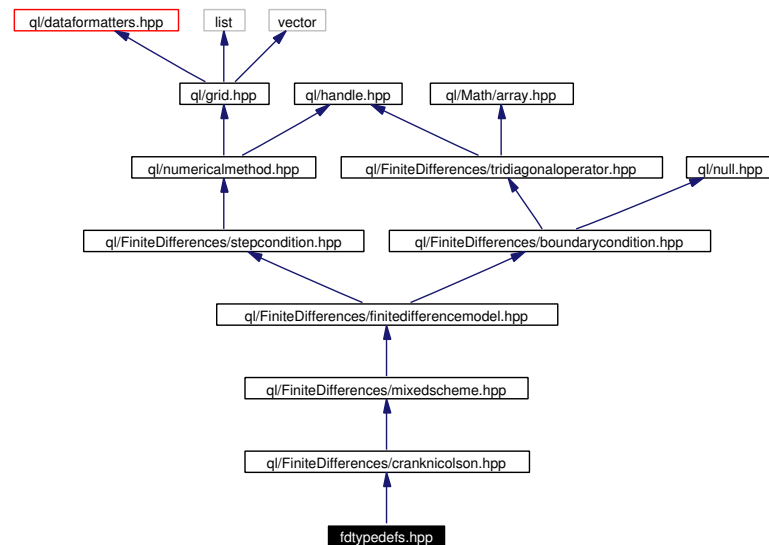 ql/dataformatters.hpp
list
vector
ql/grid.hpp
ql/handle.hpp
ql/Math/array.hpp
ql/numericalmethod.hpp
ql/FiniteDifferences/tridiagonaloperator.hpp
ql/null.hpp
ql/FiniteDifferences/stepcondition.hpp
ql/FiniteDifferences/boundarycondition.hpp
ql/FiniteDifferences/finitedifferencemodel.hpp
ql/FiniteDifferences/mixedscheme.hpp
ql/FiniteDifferences/cranknicolson.hpp
fdtypedefs.hpp